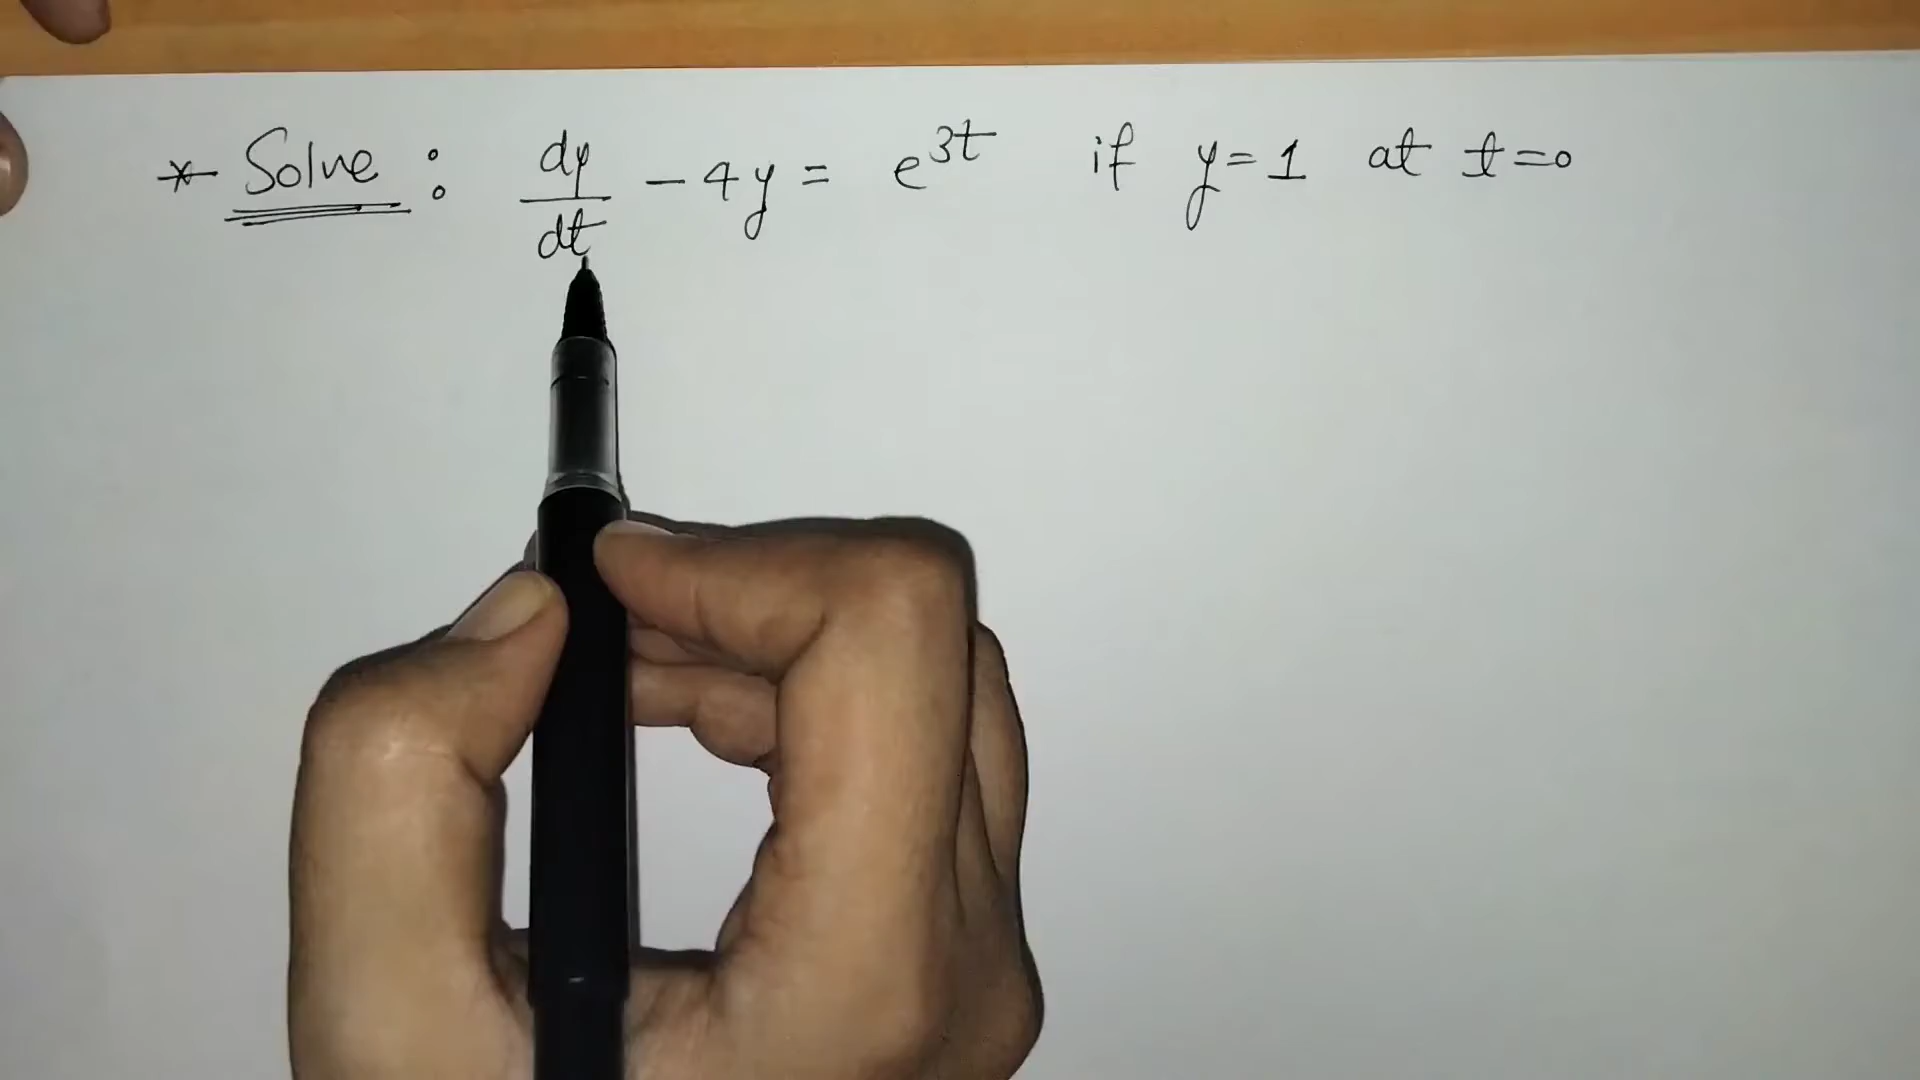 * Solve : dy/dt - 4y = e^3t if y=1 at t=0